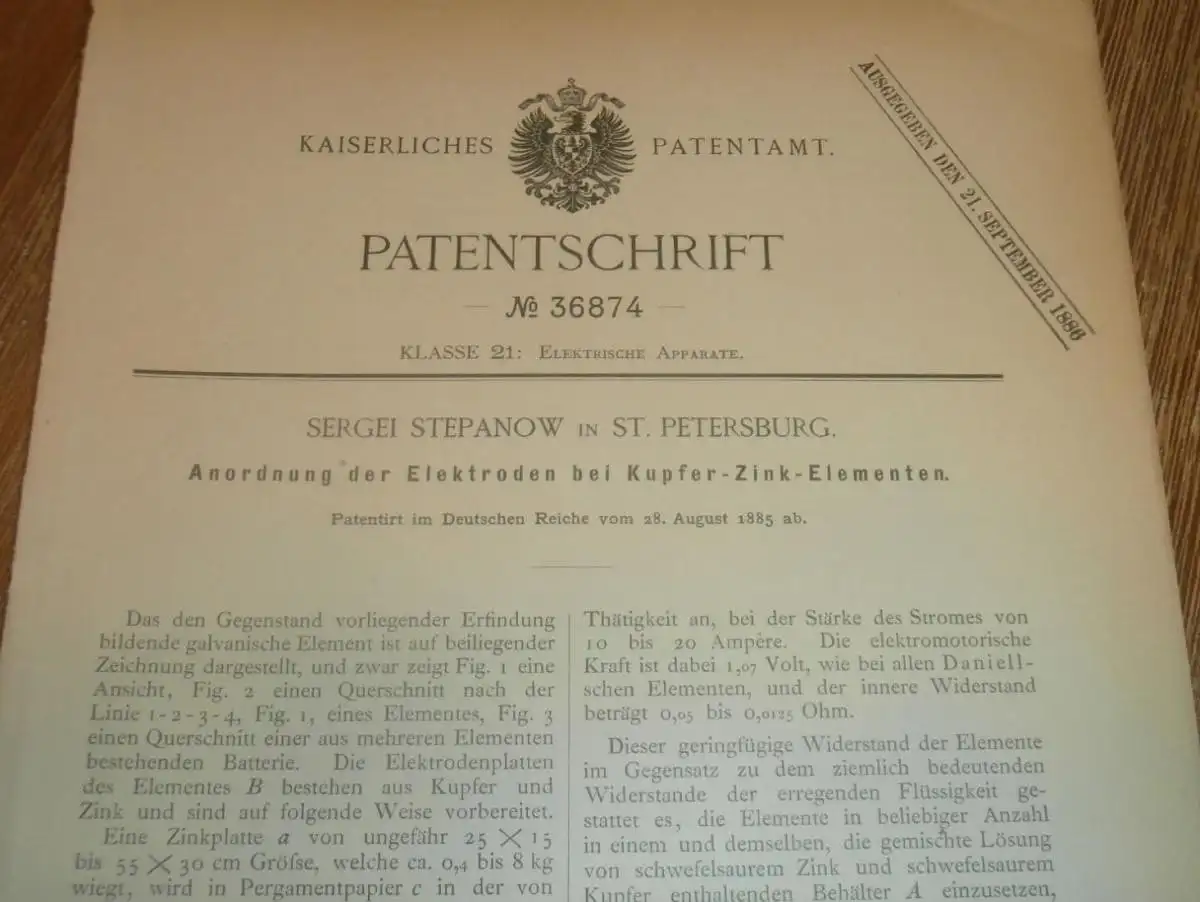 KAISERLICHES PATENTAMT.
AUSGEGEBEN DEN 21. SEPTEMBER 1886
PATENTSCHRIFT
— № 36874 —
KLASSE 21: ELEKTRISCHE APPARATE.
SERGEI STEPANOW IN ST. PETERSBURG.
Anordnung der Elektroden bei Kupfer-Zink-Elementen.
Patentirt im Deutschen Reiche vom 28. August 1885 ab.
Das den Gegenstand vorliegender Erfindung
bildende galvanische Element ist auf beiliegender
Zeichnung dargestellt, und zwar zeigt Fig. 1 eine
Ansicht, Fig. 2 einen Querschnitt nach der
Linie 1-2-3-4, Fig. 1, eines Elementes, Fig. 3
einen Querschnitt einer aus mehreren Elementen
bestehenden Batterie. Die Elektrodenplatten
des Elementes B bestehen aus Kupfer und
Zink und sind auf folgende Weise vorbereitet.
Eine Zinkplatte a von ungefähr 25 × 15
bis 55 × 30 cm Gröfse, welche ca. 0,4 bis 8 kg
wiegt, wird in Pergamentpapier c in der von
Thätigkeit an, bei der Stärke des Stromes von
10 bis 20 Ampère. Die elektromotorische
Kraft ist dabei 1,07 Volt, wie bei allen Daniell-
schen Elementen, und der innere Widerstand
beträgt 0,05 bis 0,0125 Ohm.
Dieser geringfügige Widerstand der Elemente
im Gegensatz zu dem ziemlich bedeutenden
Widerstande der erregenden Flüssigkeit ge-
stattet es, die Elemente in beliebiger Anzahl
in einem und demselben, die gemischte Lösung
von schwefelsaurem Zink und schwefelsaurem
Kupfer enthaltenden Behälter A einzusetzen,